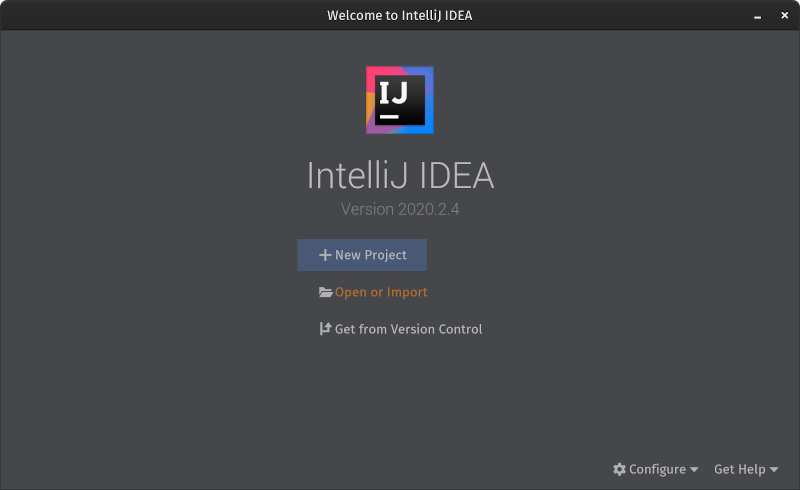 Welcome to IntelliJ IDEA
IJ
IntelliJ IDEA
Version 2020.2.4
New Project
Open or Import
Get from Version Control
Configure Get Help